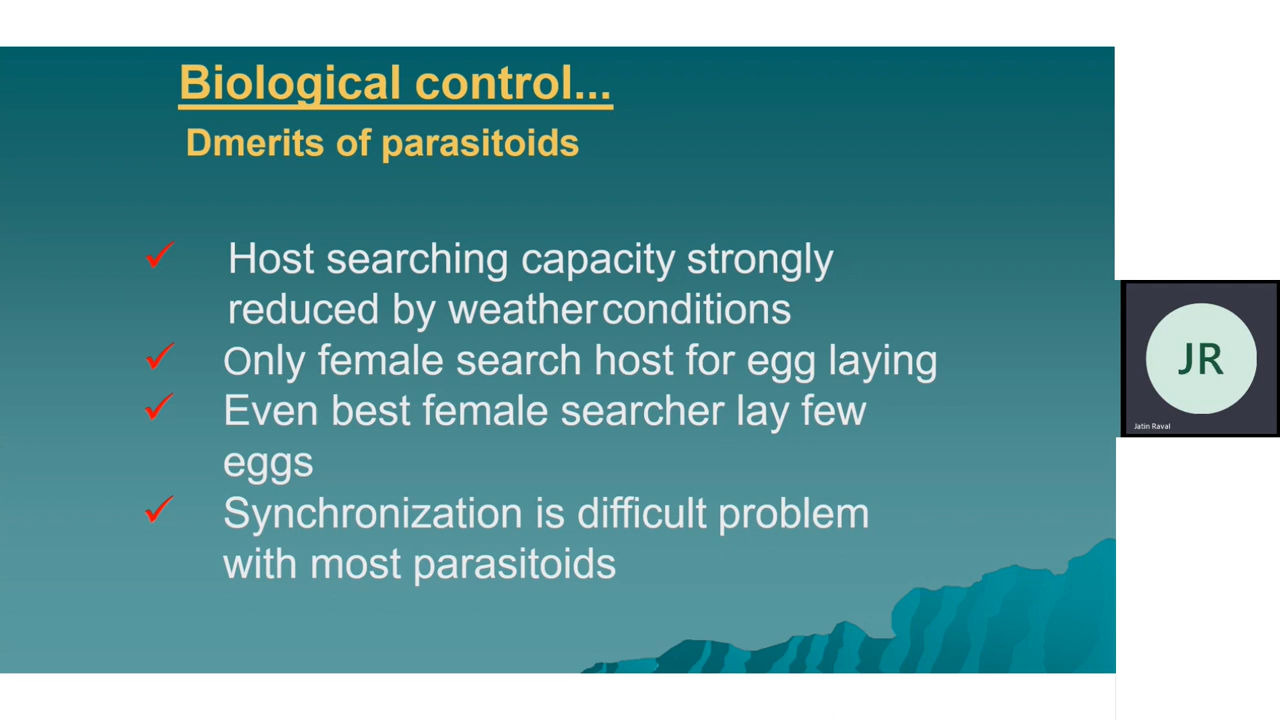 Biological control...
Dmerits of parasitoids
✓ Host searching capacity strongly
reduced by weather conditions
✓ Only female search host for egg laying
✓ Even best female searcher lay few
eggs
✓ Synchronization is difficult problem
with most parasitoids
JR
Jatin Raval